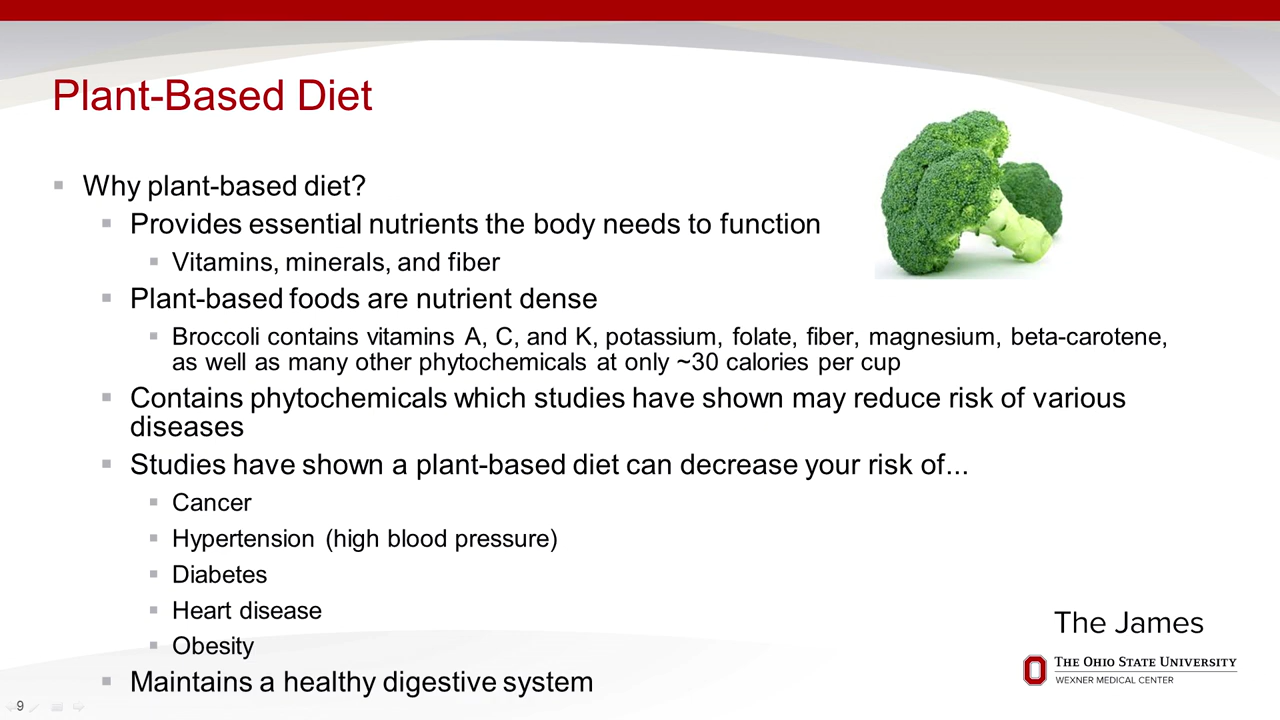 Plant-Based Diet
Why plant-based diet?
Provides essential nutrients the body needs to function
Vitamins, minerals, and fiber
Plant-based foods are nutrient dense
Broccoli contains vitamins A, C, and K, potassium, folate, fiber, magnesium, beta-carotene,
as well as many other phytochemicals at only ~30 calories per cup
Contains phytochemicals which studies have shown may reduce risk of various
diseases
Studies have shown a plant-based diet can decrease your risk of...
Cancer
Hypertension (high blood pressure)
Diabetes
Heart disease
Obesity
Maintains a healthy digestive system
The James
THE OHIO STATE UNIVERSITY
WEXNER MEDICAL CENTER
9